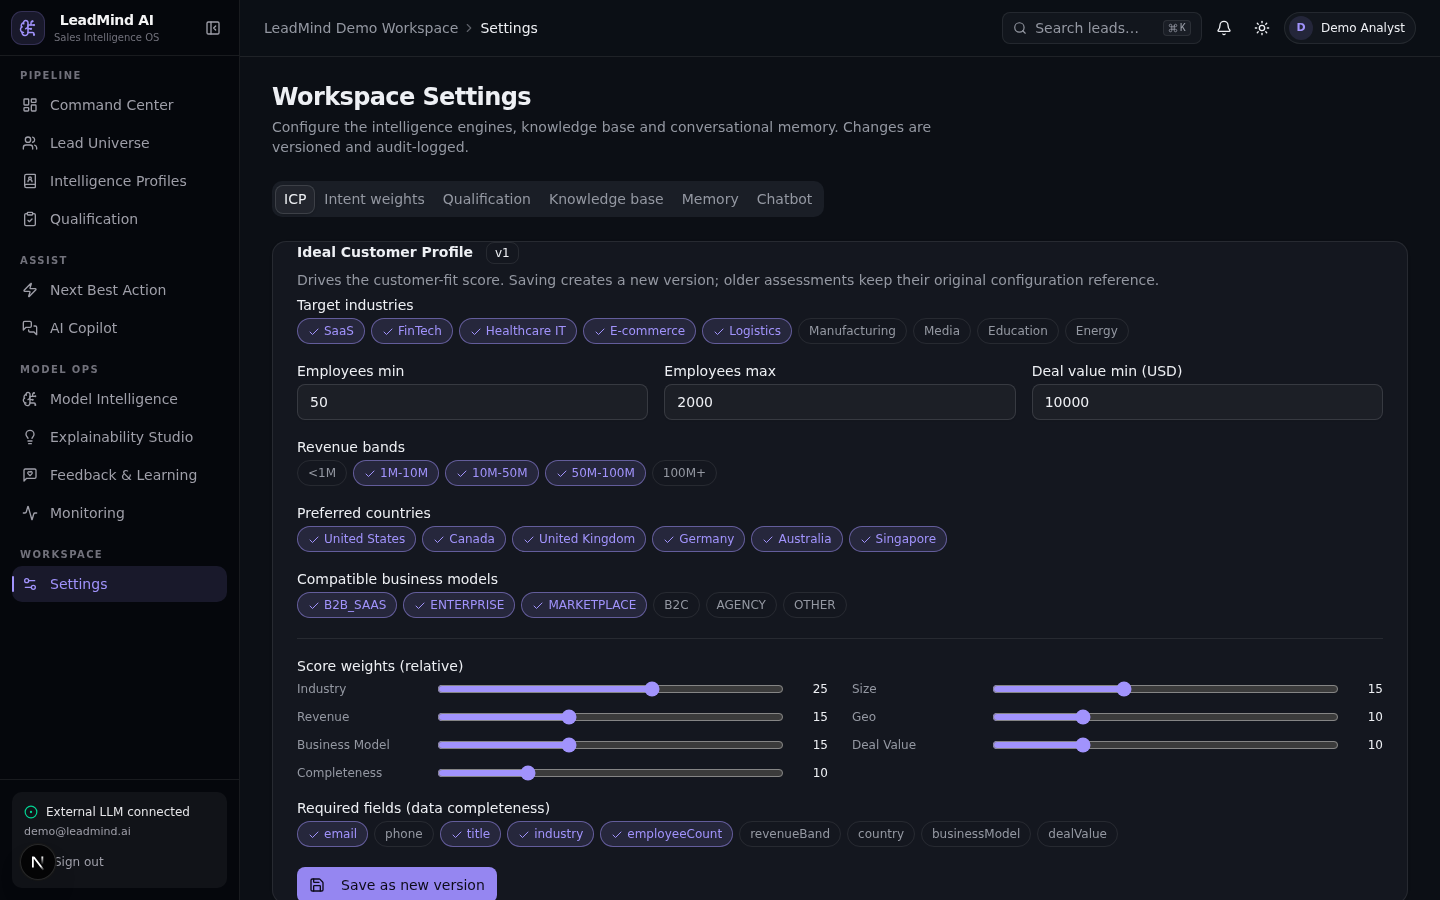 LeadMind AI
Sales Intelligence OS
LeadMind Demo Workspace > Settings
Search leads... ⌘K
D Demo Analyst
PIPELINE
Command Center
Lead Universe
Intelligence Profiles
Qualification
ASSIST
Next Best Action
AI Copilot
MODEL OPS
Model Intelligence
Explainability Studio
Feedback & Learning
Monitoring
WORKSPACE
Settings
External LLM connected
demo@leadmind.ai
N Sign out
Workspace Settings
Configure the intelligence engines, knowledge base and conversational memory. Changes are
versioned and audit-logged.
ICP Intent weights Qualification Knowledge base Memory Chatbot
Ideal Customer Profile v1
Drives the customer-fit score. Saving creates a new version; older assessments keep their original configuration reference.
Target industries
SaaS FinTech Healthcare IT E-commerce Logistics Manufacturing Media Education Energy
Employees min Employees max Deal value min (USD)
50 2000 10000
Revenue bands
<1M 1M-10M 10M-50M 50M-100M 100M+
Preferred countries
United States Canada United Kingdom Germany Australia Singapore
Compatible business models
B2B_SAAS ENTERPRISE MARKETPLACE B2C AGENCY OTHER
Score weights (relative)
Industry 25 Size 15
Revenue 15 Geo 10
Business Model 15 Deal Value 10
Completeness 10
Required fields (data completeness)
email phone title industry employeeCount revenueBand country businessModel dealValue
Save as new version